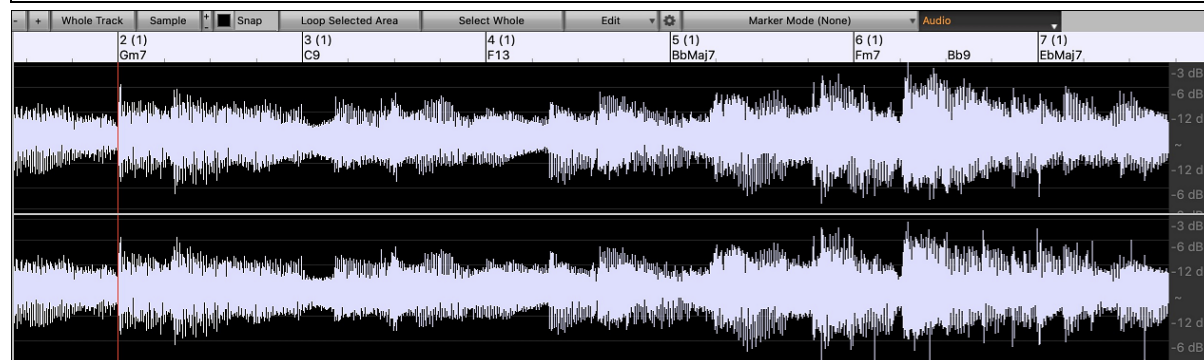 - + Whole Track Sample + - Snap Loop Selected Area Select Whole Edit Marker Mode (None) Audio
2 (1) 3 (1) 4 (1) 5 (1) 6 (1) 7 (1)
Gm7 C9 F13 BbMaj7 Fm7 Bb9 EbMaj7
-3 dB
-6 dB
-12 d
~
-12 d
-6 dB
-3 dB
-6 dB
-12 d
~
-12 d
-6 dB